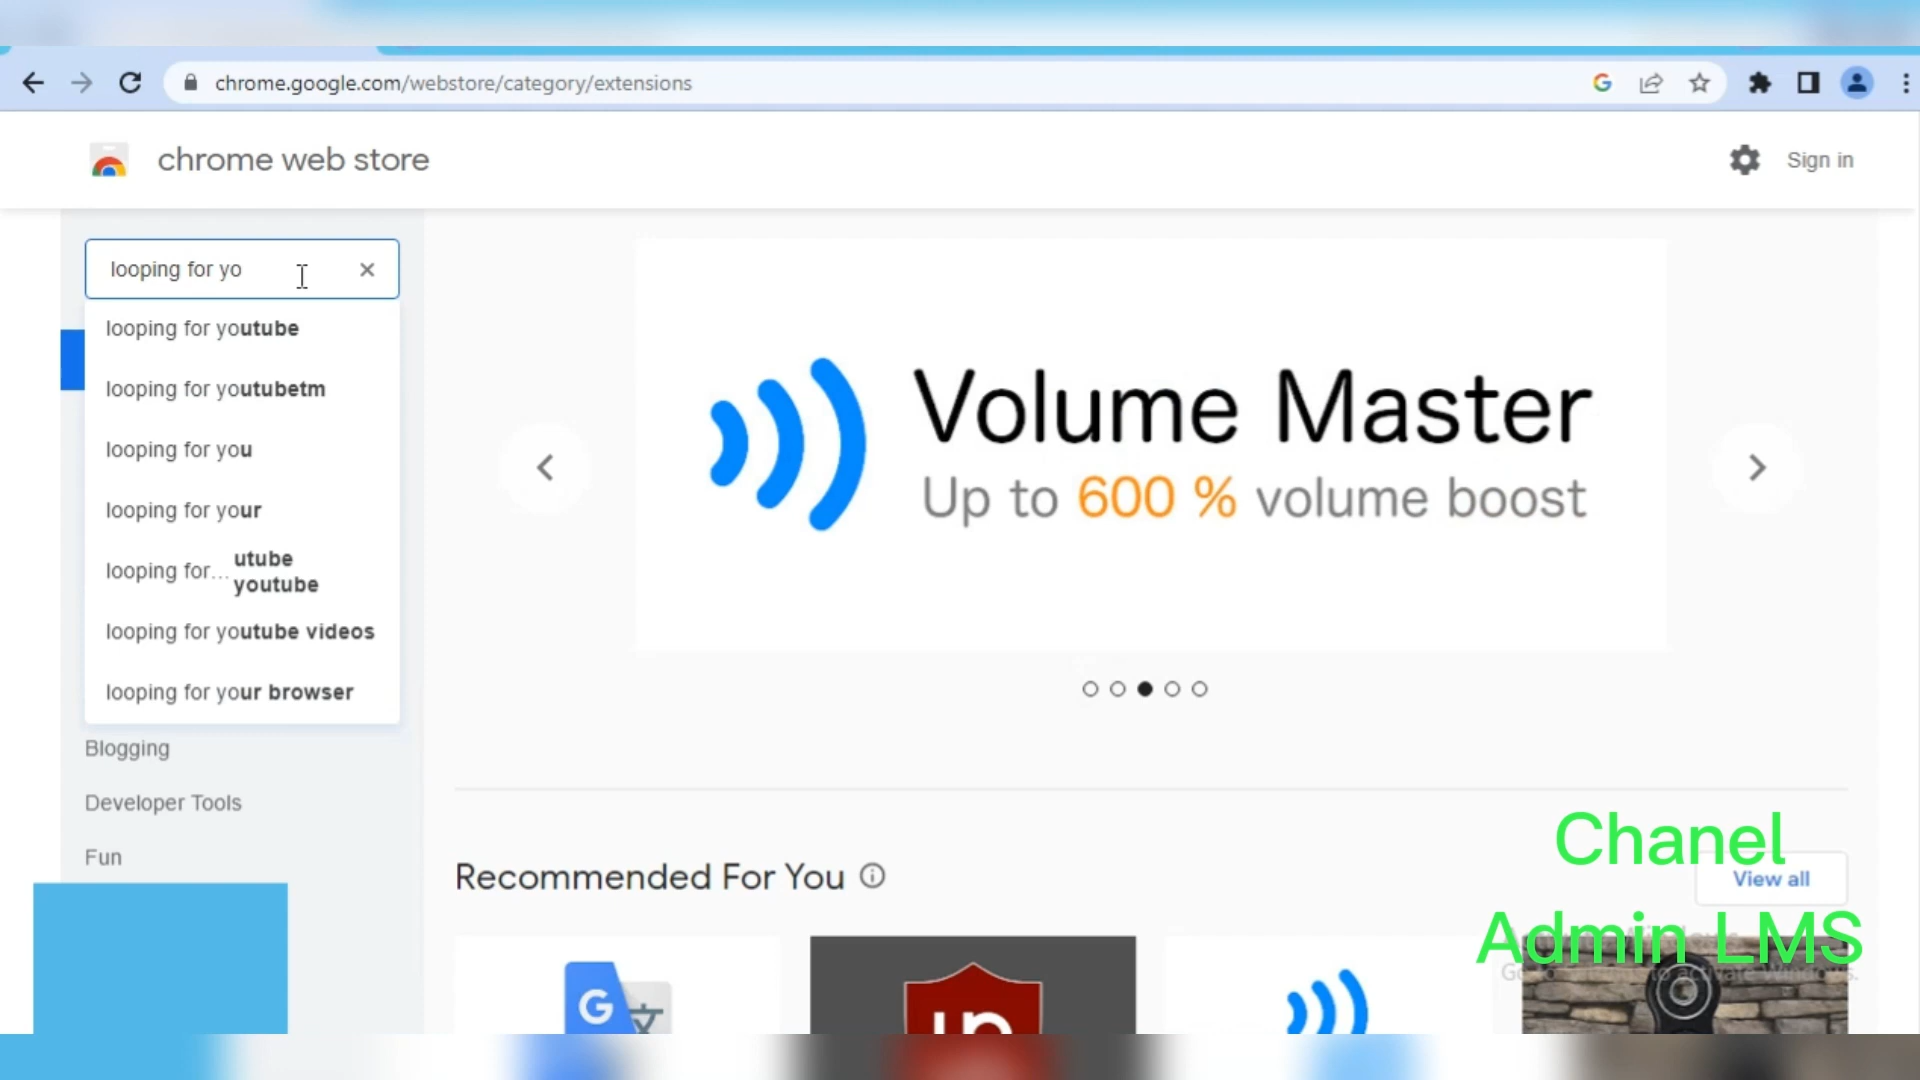 chrome.google.com/webstore/category/extensions
chrome web store
Sign in
looping for yo
looping for youtube
looping for youtubetm
looping for you
looping for your
looping for... utube
youtube
looping for youtube videos
looping for your browser
Blogging
Developer Tools
Fun
Volume Master
Up to 600 % volume boost
Recommended For You
View all
Chanel
Admin LMS
to activate Windows.
G